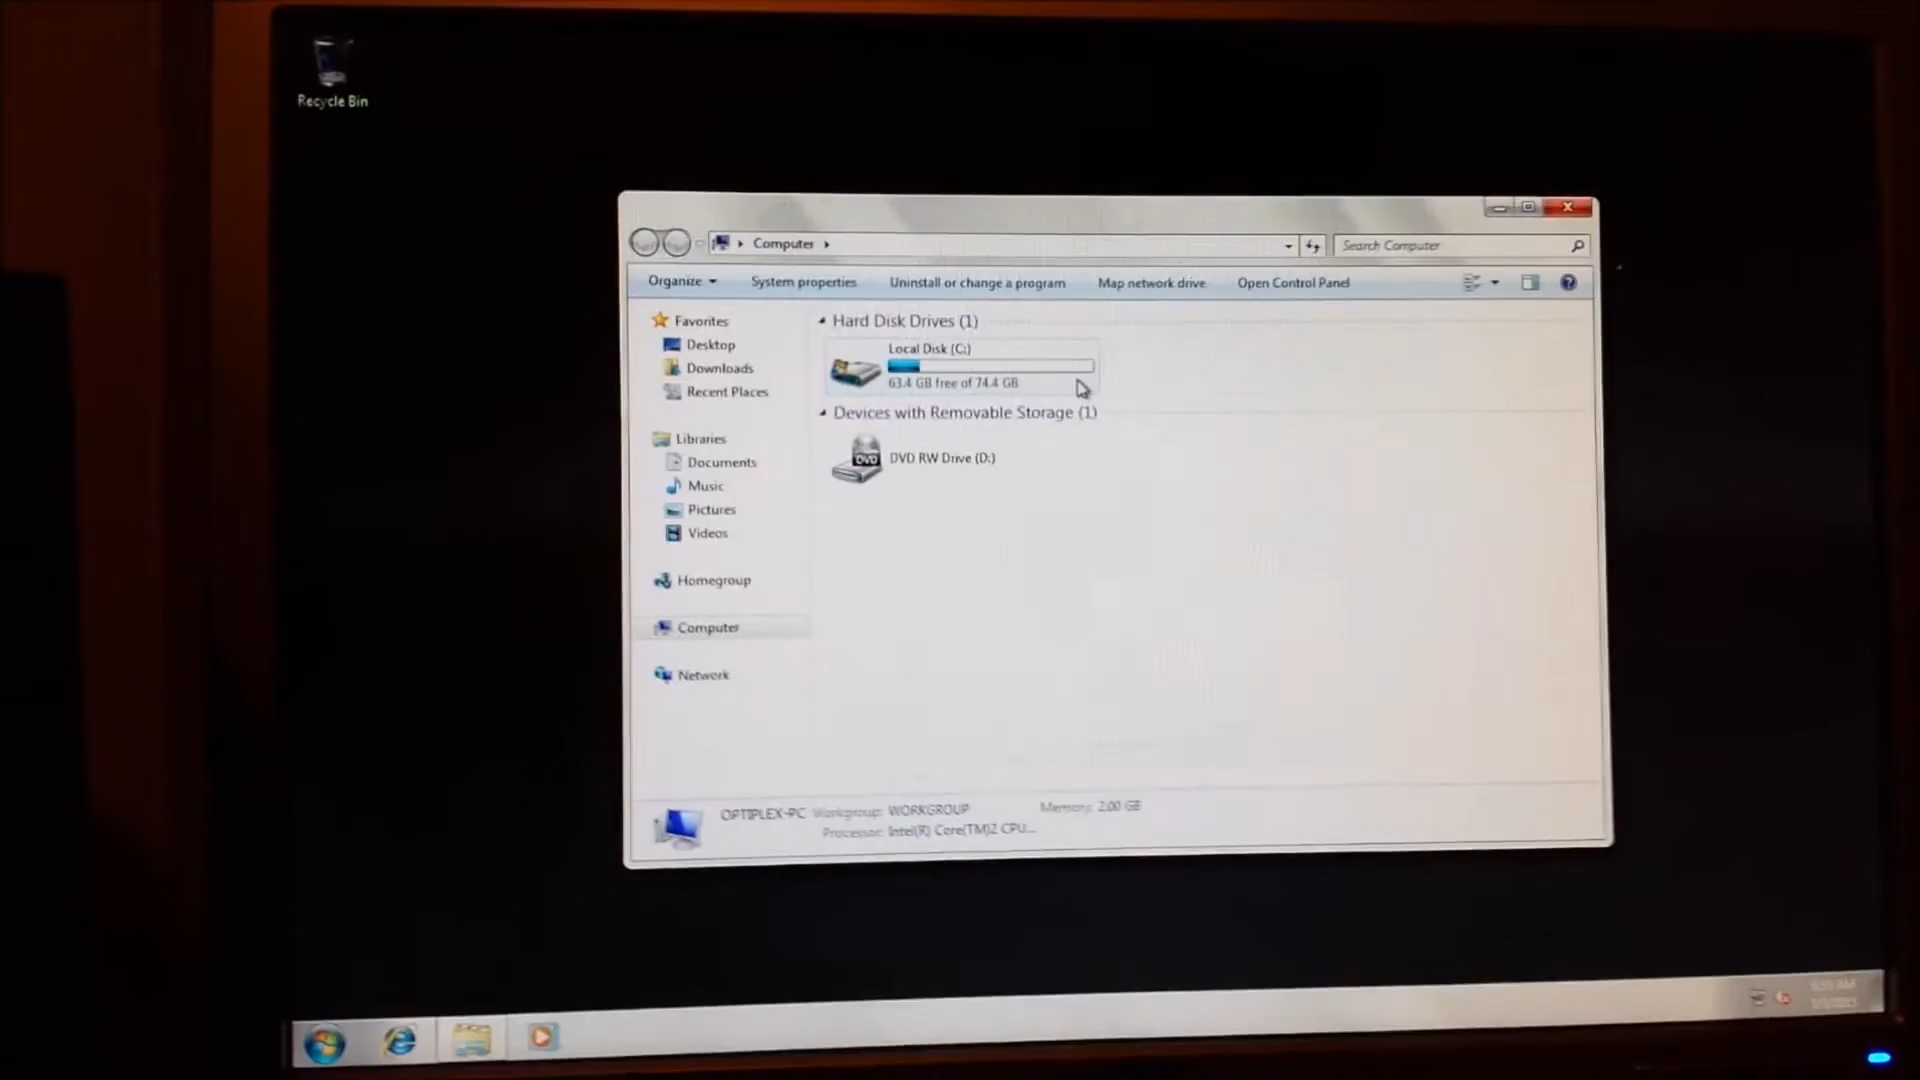 Recycle Bin
Computer
Search Computer
Organize
System properties
Uninstall or change a program
Map network drive
Open Control Panel
Favorites
Desktop
Downloads
Recent Places
Libraries
Documents
Music
Pictures
Videos
Homegroup
Computer
Network
Hard Disk Drives (1)
Local Disk (C:)
63.4 GB free of 74.4 GB
Devices with Removable Storage (1)
DVD
DVD RW Drive (D:)
OPTIPLEX-PC Workgroup: WORKGROUP
Memory: 2.00 GB
Processor: Intel(R) Core(TM)2 CPU...